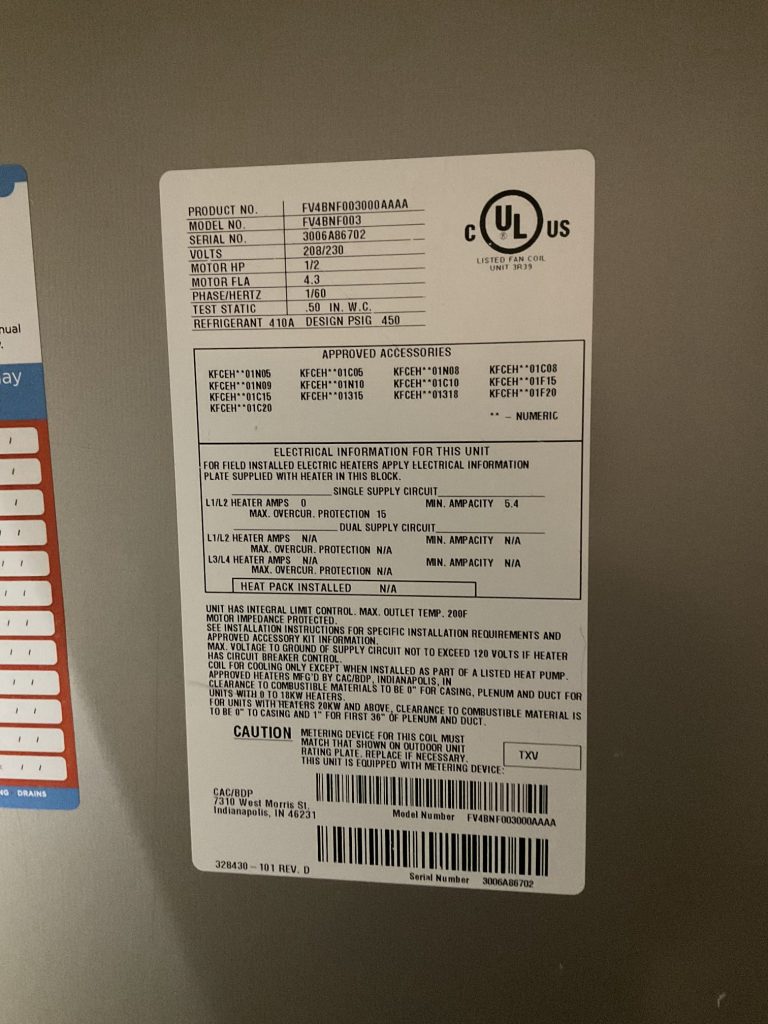 nual
ay
NG DRAINS
PRODUCT NO. FV4BNF003000AAAA
MODEL NO. FV4BNF003
SERIAL NO. 3006A86702
VOLTS 208/230
MOTOR HP 1/2
MOTOR FLA 4.3
PHASE/HERTZ 1/60
TEST STATIC .50 IN. W.C.
REFRIGERANT 410A DESIGN PSIG 450
C UL ® US
LISTED FAN COIL
UNIT 3R39
APPROVED ACCESSORIES
KFCEH**01N05 KFCEH**01C05 KFCEH**01N08 KFCEH**01C08
KFCEH**01N09 KFCEH**01N10 KFCEH**01C10 KFCEH**01F15
KFCEH**01C15 KFCEH**01315 KFCEH**01318 KFCEH**01F20
KFCEH**01C20
** - NUMERIC
ELECTRICAL INFORMATION FOR THIS UNIT
FOR FIELD INSTALLED ELECTRIC HEATERS APPLY ELECTRICAL INFORMATION
PLATE SUPPLIED WITH HEATER IN THIS BLOCK.
SINGLE SUPPLY CIRCUIT
L1/L2 HEATER AMPS 0 MIN. AMPACITY 5.4
MAX. OVERCUR. PROTECTION 15
DUAL SUPPLY CIRCUIT
L1/L2 HEATER AMPS N/A MIN. AMPACITY N/A
MAX. OVERCUR. PROTECTION N/A
L3/L4 HEATER AMPS N/A MIN. AMPACITY N/A
MAX. OVERCUR. PROTECTION N/A
HEAT PACK INSTALLED N/A
UNIT HAS INTEGRAL LIMIT CONTROL. MAX. OUTLET TEMP. 200F
MOTOR IMPEDANCE PROTECTED.
SEE INSTALLATION INSTRUCTIONS FOR SPECIFIC INSTALLATION REQUIREMENTS AND
APPROVED ACCESSORY KIT INFORMATION.
MAX. VOLTAGE TO GROUND OF SUPPLY CIRCUIT NOT TO EXCEED 120 VOLTS IF HEATER
HAS CIRCUIT BREAKER CONTROL.
COIL FOR COOLING ONLY EXCEPT WHEN INSTALLED AS PART OF A LISTED HEAT PUMP.
APPROVED HEATERS MFG'D BY CAC/BDP, INDIANAPOLIS, IN
CLEARANCE TO COMBUSTIBLE MATERIALS TO BE 0" FOR CASING, PLENUM AND DUCT FOR
UNITS WITH 0 TO 18KW HEATERS.
FOR UNITS WITH HEATERS 20KW AND ABOVE, CLEARANCE TO COMBUSTIBLE MATERIAL IS
TO BE 0" TO CASING AND 1" FOR FIRST 36" OF PLENUM AND DUCT.
CAUTION METERING DEVICE FOR THIS COIL MUST
MATCH THAT SHOWN ON OUTDOOR UNIT
RATING PLATE. REPLACE IF NECESSARY.
THIS UNIT IS EQUIPPED WITH METERING DEVICE: TXV
CAC/BDP
7310 West Morris St.
Indianapolis, IN 46231
Model Number FV4BNF003000AAAA
328430-101 REV. D
Serial Number 3006A86702